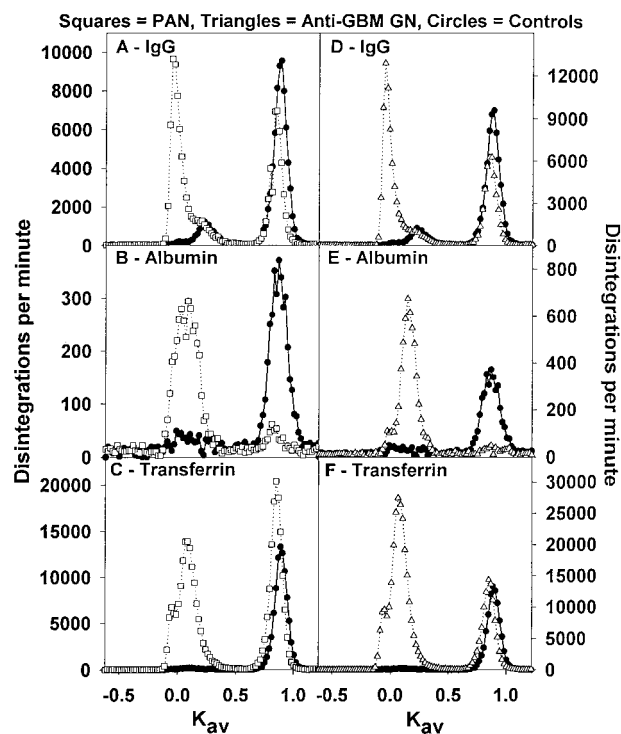 Squares = PAN, Triangles = Anti-GBM GN, Circles = Controls
A - IgG
D - IgG
10000
8000
6000
4000
2000
0
12000
9000
6000
3000
0
B - Albumin
E - Albumin
300
200
100
0
800
600
400
200
0
C - Transferrin
F - Transferrin
20000
15000
10000
5000
0
30000
25000
20000
15000
10000
5000
0
Disintegrations per minute
Disintegrations per minute
-0.5 0.0 0.5 1.0
-0.5 0.0 0.5 1.0
Kav
Kav